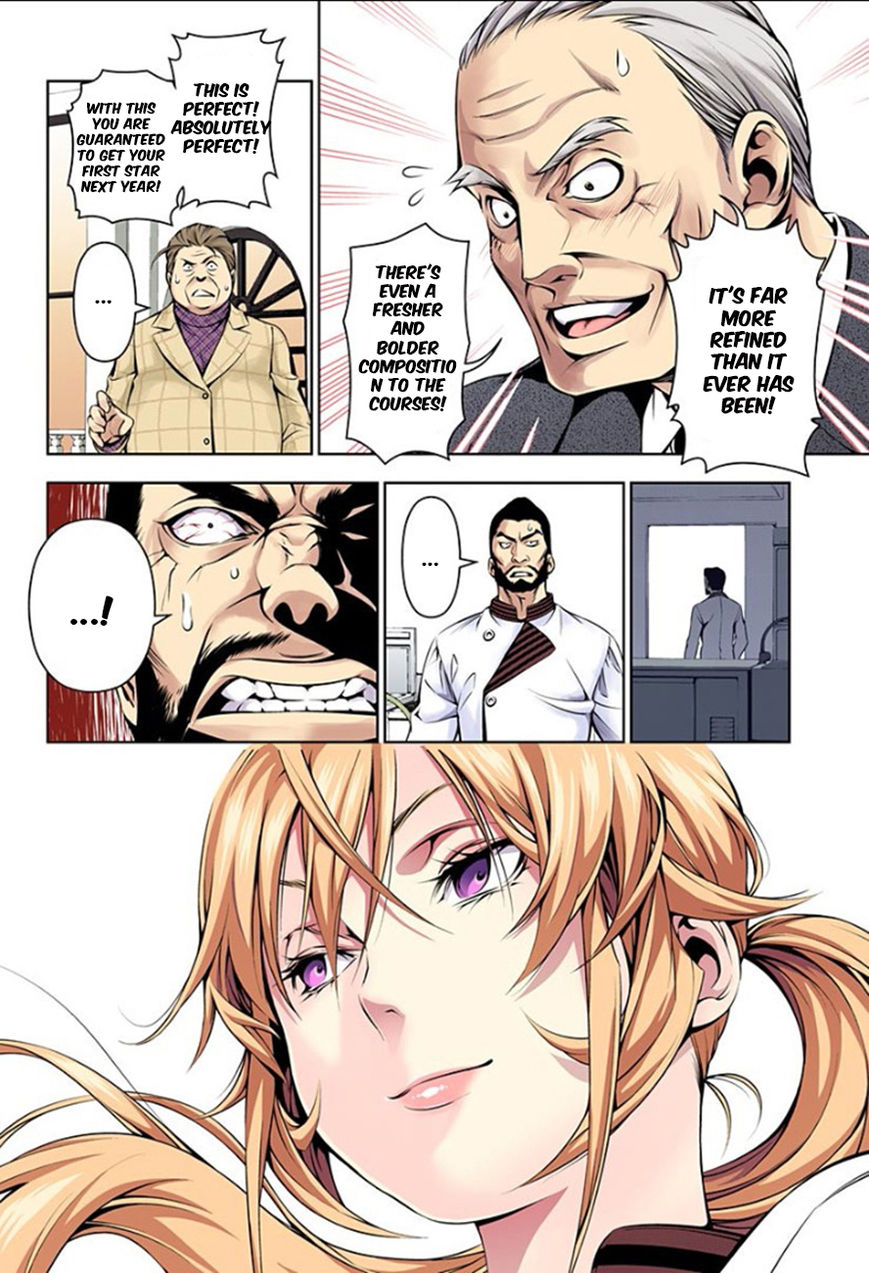 IT'S FAR
MORE
REFINED
THAN IT
EVER HAS
BEEN!
THERE'S
EVEN A
FRESHER
AND
BOLDER
COMPOSITIO
N TO THE
COURSES!
THIS IS
PERFECT!
ABSOLUTELY
PERFECT!
WITH THIS
YOU ARE
GUARANTEED
TO GET YOUR
FIRST STAR
NEXT YEAR!
...
...
...!